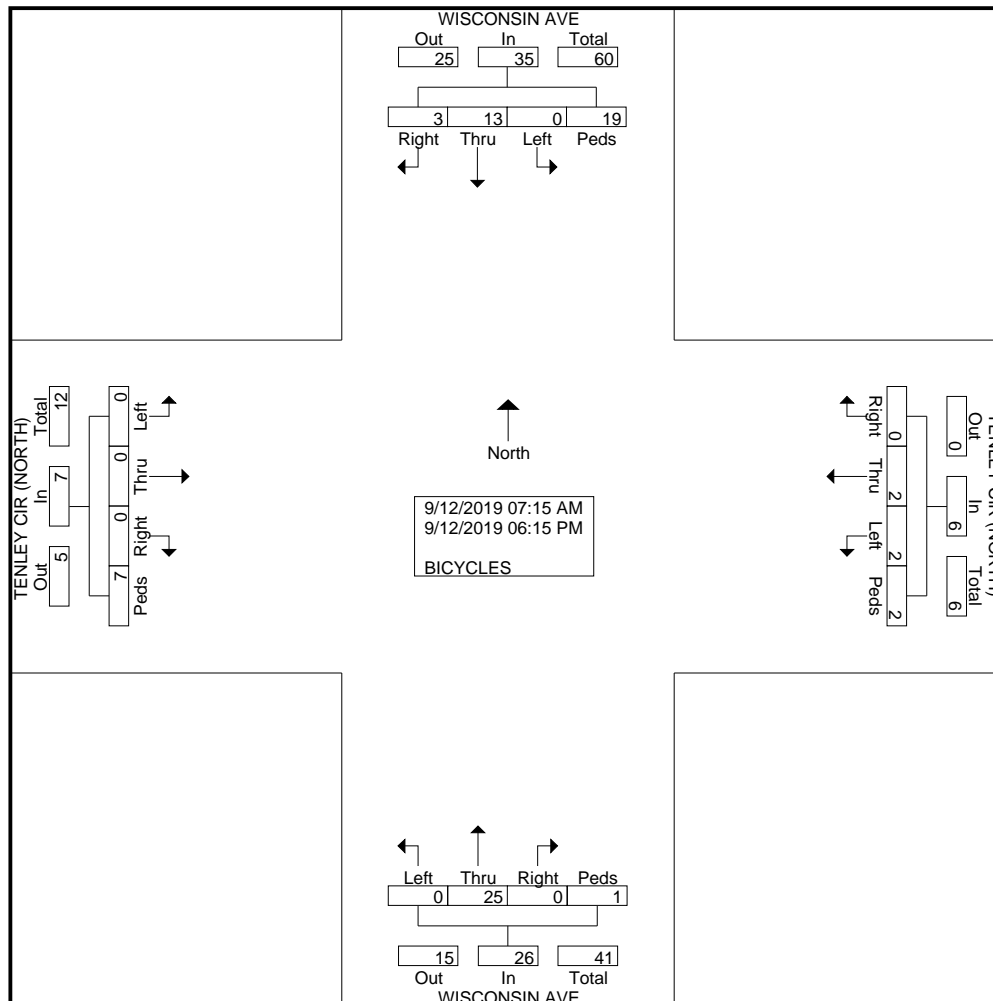 WISCONSIN AVE
Out In Total
25 35 60
3 13 0 19
Right Thru Left Peds
TENLEY CIR (NORTH)
Total In Out
12 7 5
0 0 0 7
Left Thru Right Peds
North
9/12/2019 07:15 AM
9/12/2019 06:15 PM
BICYCLES
Right Thru Left Peds
0 2 2 2
Out In Total
0 6 6
TENLEY CIR (NORTH)
Left Thru Right Peds
0 25 0 1
15 26 41
Out In Total
WISCONSIN AVE